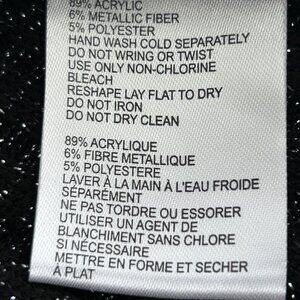 89% ACRYLIC
6% METALLIC FIBER
5% POLYESTER
HAND WASH COLD SEPARATELY
DO NOT WRING OR TWIST
USE ONLY NON-CHLORINE
BLEACH
RESHAPE LAY FLAT TO DRY
DO NOT IRON
DO NOT DRY CLEAN
89% ACRYLIQUE
6% FIBRE METALLIQUE
5% POLYESTERE
LAVER À LA MAIN À L'EAU FROIDE
SÉPARÉMENT
NE PAS TORDRE OU ESSORER
UTILISER UN AGENT DE
BLANCHIMENT SANS CHLORE
SI NÉCESSAIRE
METTRE EN FORME ET SECHER
À PLAT